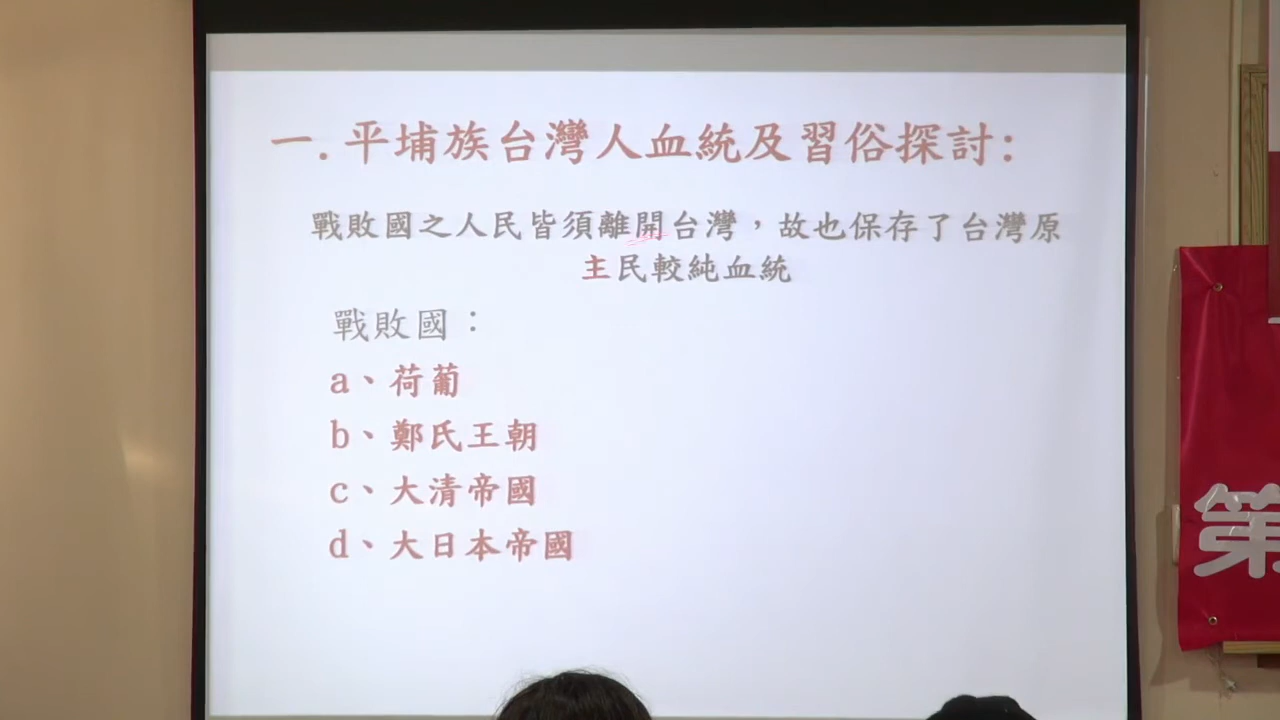 一.平埔族台灣人血統及習俗探討:
戰敗國之人民皆須離開台灣，故也保存了台灣原
主民較純血統
戰敗國：
a、荷葡
b、鄭氏王朝
c、大清帝國
d、大日本帝國
第